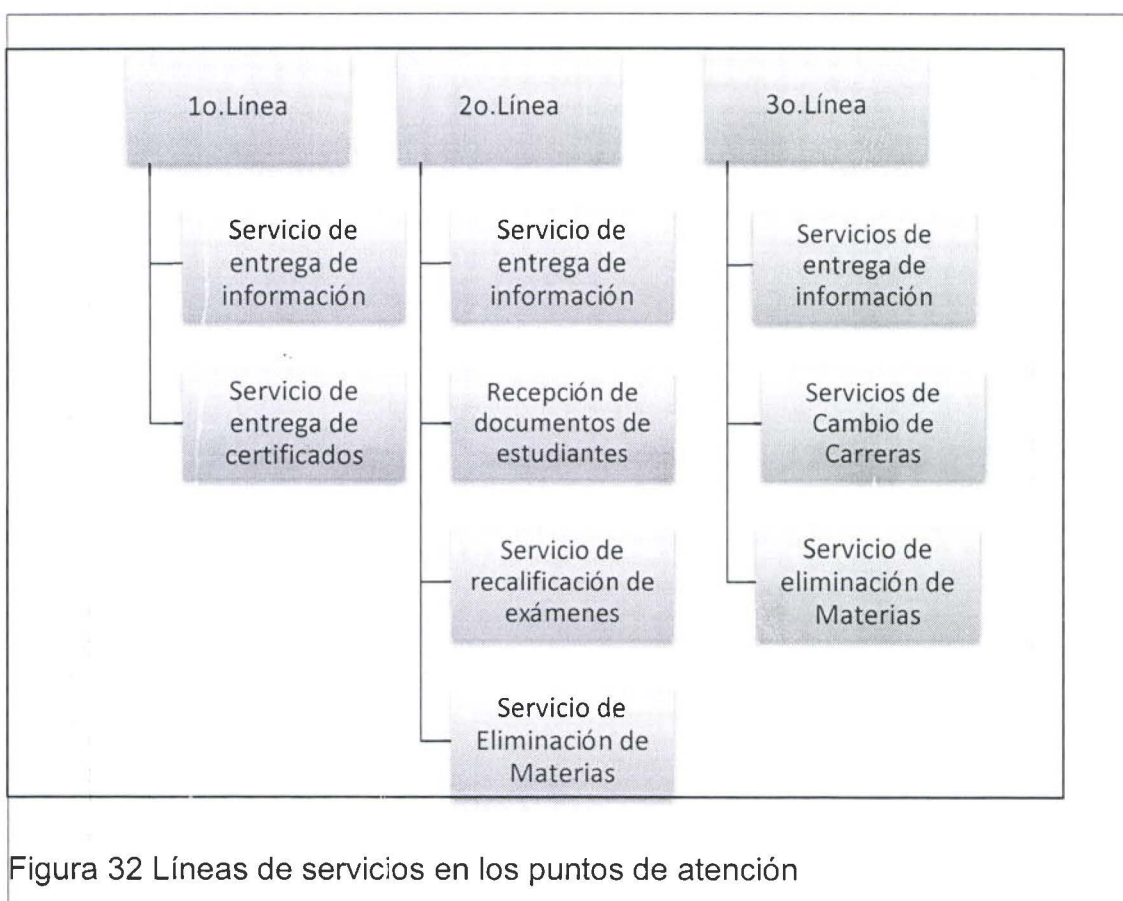 1o.Línea
Servicio de
entrega de
información
Servicio de
entrega de
certificados
2o.Línea
Servicio de
entrega de
información
Recepción de
documentos de
estudiantes
Servicio de
recalificación de
exámenes
Servicio de
Eliminación de
Materias
3o.Línea
Servicios de
entrega de
información
Servicios de
Cambio de
Carreras
Servicio de
eliminación de
Materias
Figura 32 Líneas de servicios en los puntos de atención